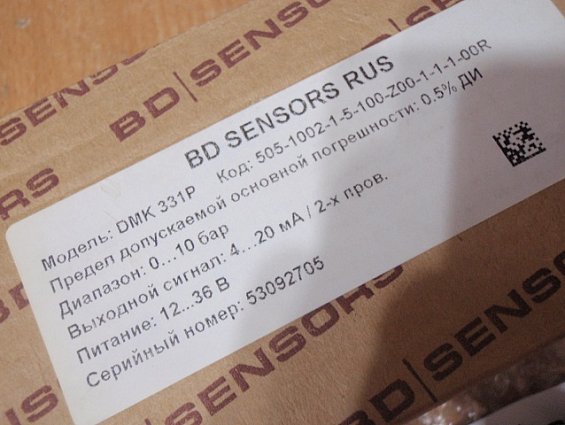 BD SENSORS
BD SENSORS RUS
Модель: DMK 331P Код: 505-1002-1-5-100-Z00-1-1-1-00R
Предел допускаемой основной погрешности: 0.5% ДИ
Диапазон: 0...10 бар
Выходной сигнал: 4...20 мА / 2-х пров.
Питание: 12...36 В
Серийный номер: 53092705
SENSORS
BD SENSORS